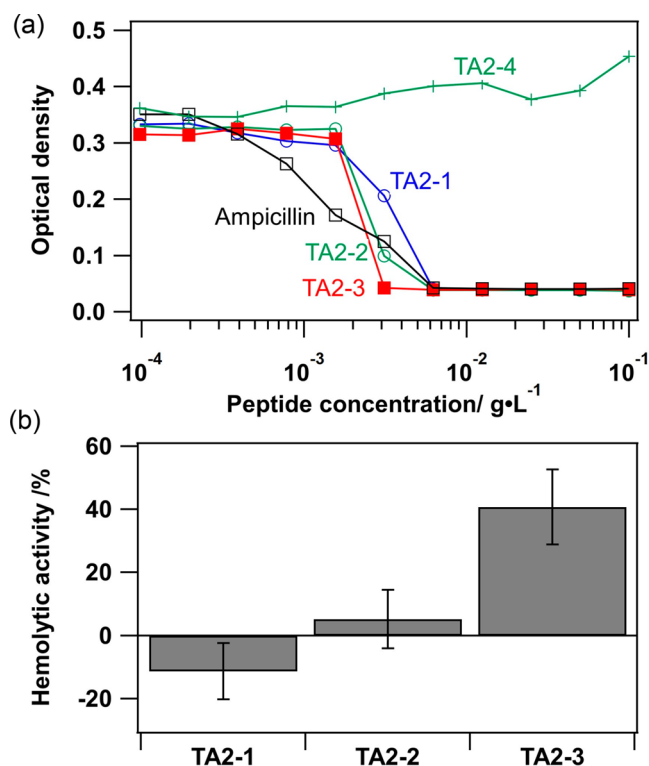 (a)
0.5
0.4
0.3
0.2
0.1
0.0
Optical density
TA2-4
TA2-1
Ampicillin
TA2-2
TA2-3
10⁻⁴ 10⁻³ 10⁻² 10⁻¹
Peptide concentration/ g•L⁻¹
(b)
60
40
20
0
-20
Hemolytic activity /%
TA2-1 TA2-2 TA2-3